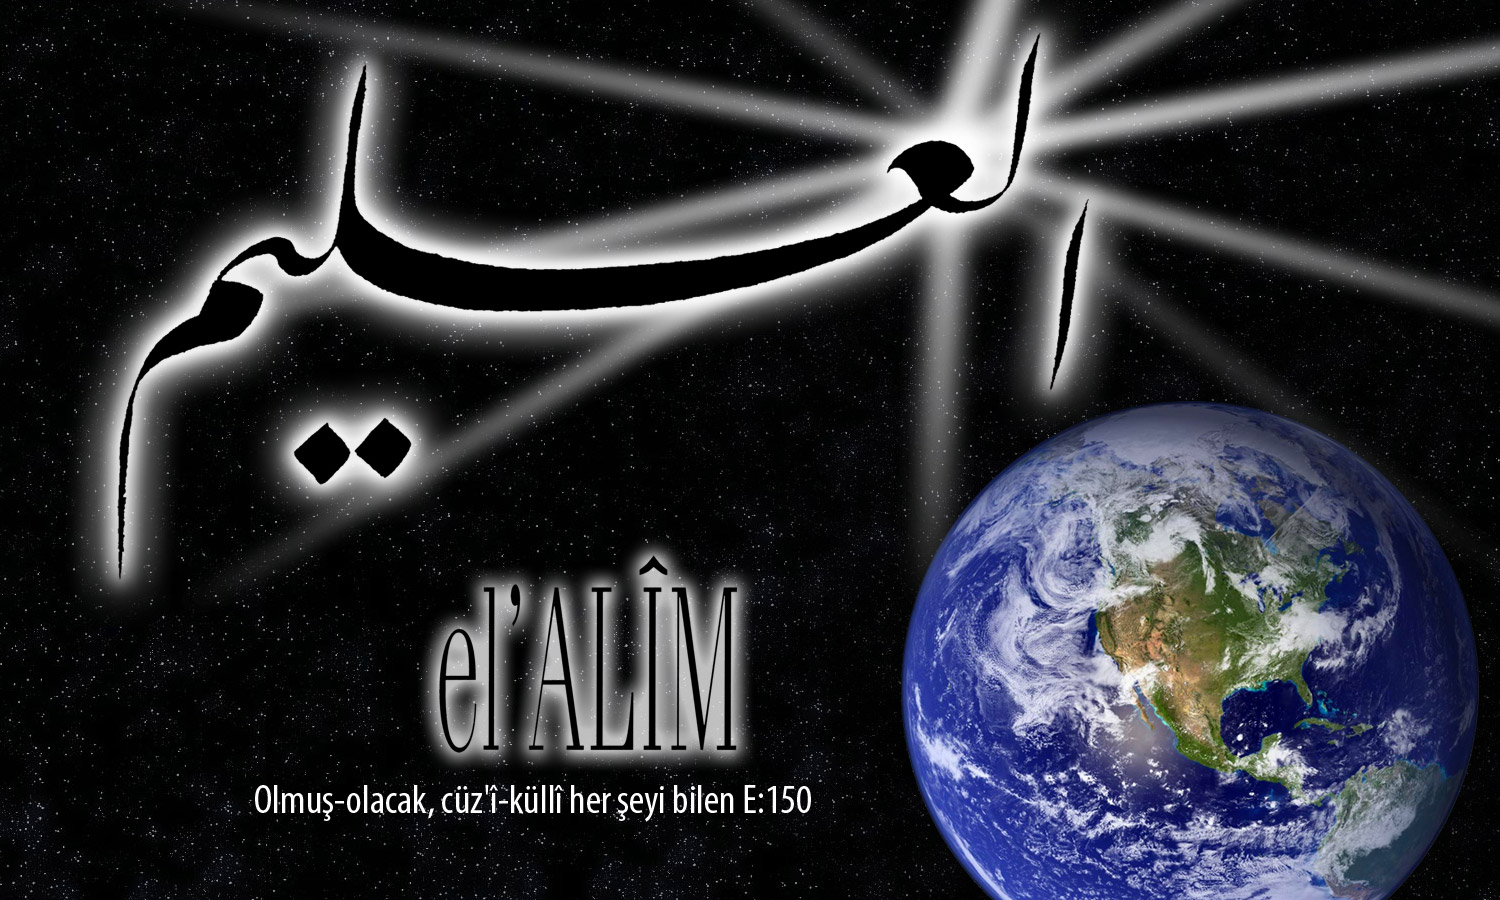 العليم
el'ALÎM
Olmuş-olacak, cüz'î-küllî her şeyi bilen E:150